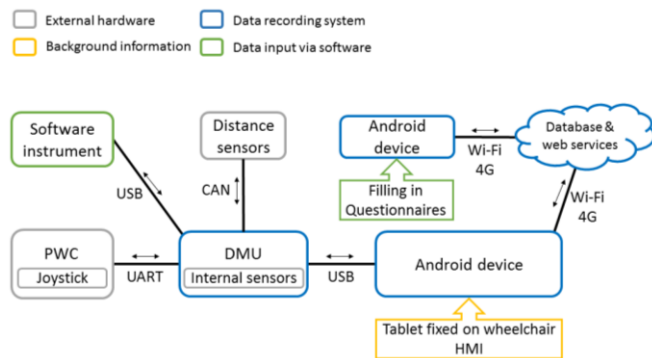 External hardware
Data recording system
Background information
Data input via software
Software
instrument
Distance
sensors
Android
device
Database &
web services
Wi-Fi
4G
USB
CAN
Filling in
Questionnaires
Wi-Fi
4G
PWC
Joystick
UART
DMU
Internal sensors
USB
Android device
Tablet fixed on wheelchair
HMI